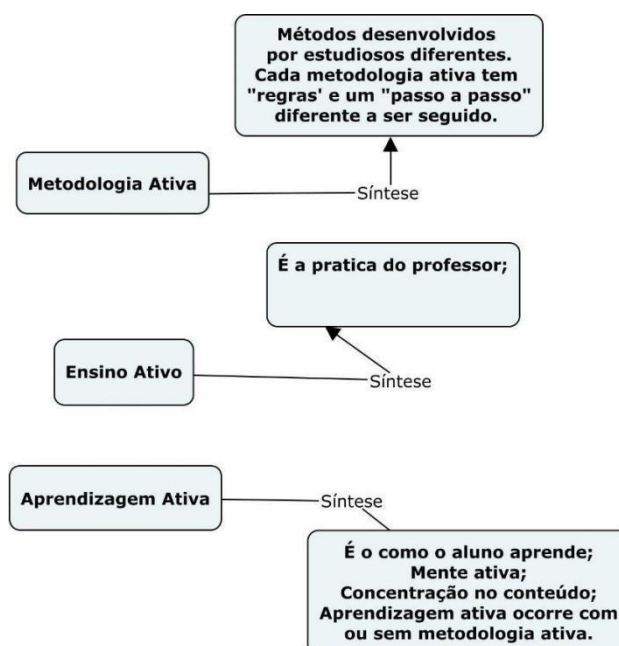 Métodos desenvolvidos
por estudiosos diferentes.
Cada metodologia ativa tem
"regras' e um "passo a passo"
diferente a ser seguido.
Metodologia Ativa
Síntese
É a pratica do professor;
Ensino Ativo
Síntese
Aprendizagem Ativa
Síntese
É o como o aluno aprende;
Mente ativa;
Concentração no conteúdo;
Aprendizagem ativa ocorre com
ou sem metodologia ativa.